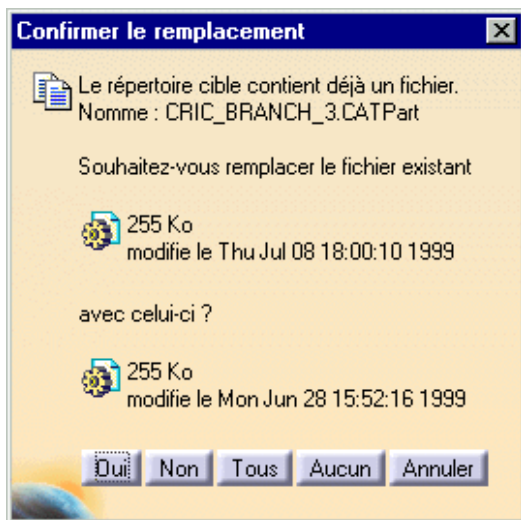 Confirmer le remplacement
Le répertoire cible contient déjà un fichier.
Nomme : CRIC_BRANCH_3.CATPart
Souhaitez-vous remplacer le fichier existant
255 Ko
modifie le Thu Jul 08 18:00:10 1999
avec celui-ci ?
255 Ko
modifie le Mon Jun 28 15:52:16 1999
Oui Non Tous Aucun Annuler